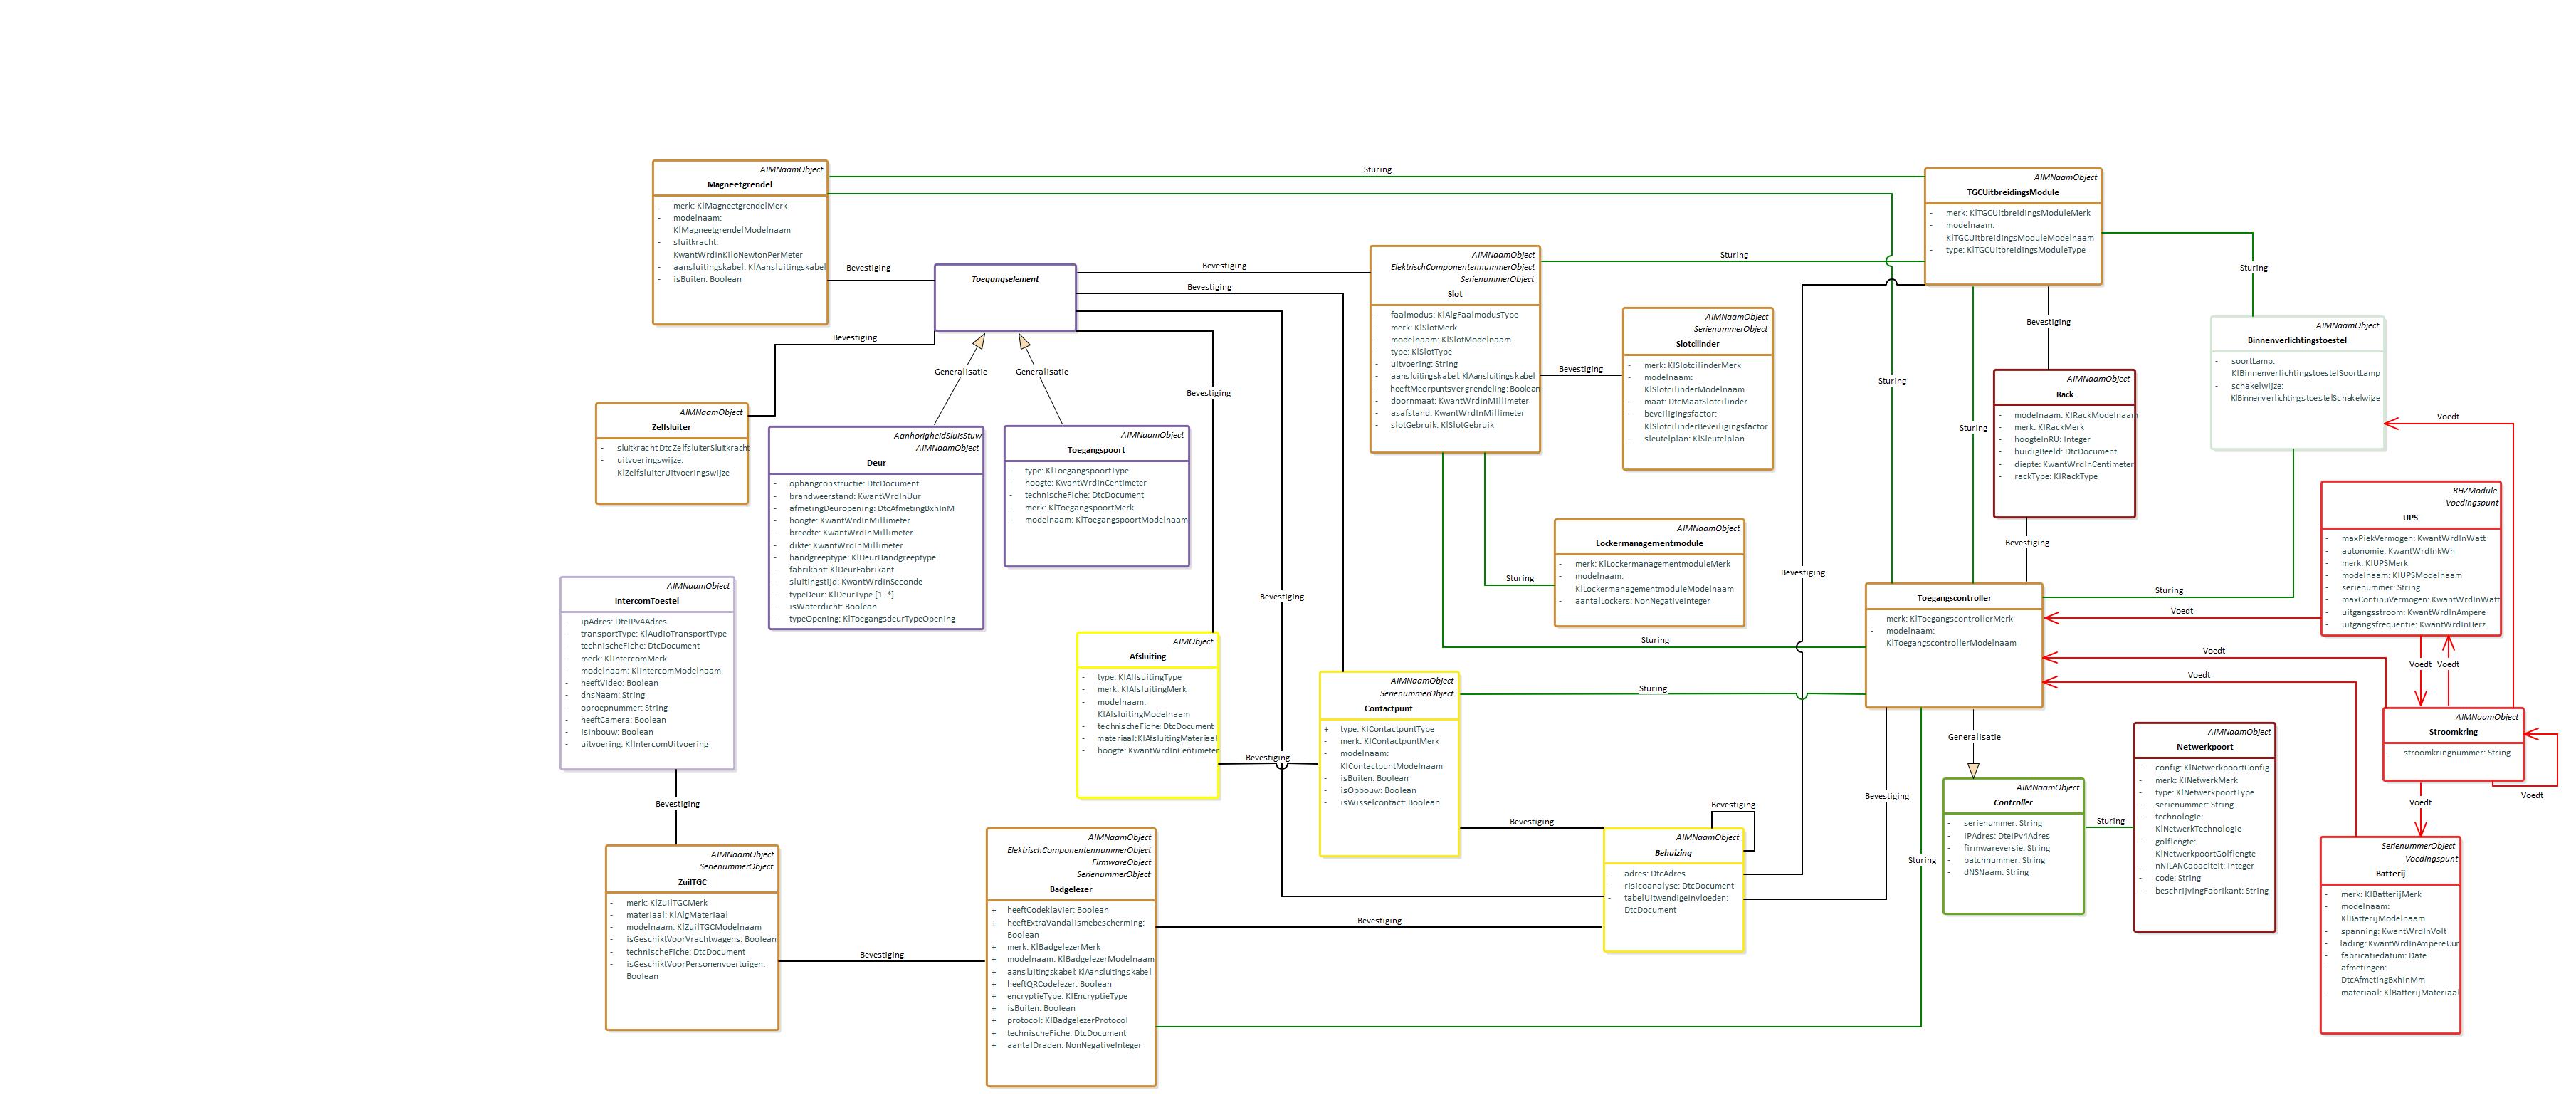 AIMNaamObject
Magneetgrendel
- merk: KlMagneetgrendelMerk
- modelnaam:
KlMagneetgrendelModelnaam
- sluitkracht:
KwantWrdInKiloNewtonPerMeter
- aansluitingskabel: KlAansluitingskabel
- isBuiten: Boolean
Sturing
AIMNaamObject
TGCUitbreidingsModule
- merk: KlTGCUitbreidingsModuleMerk
- modelnaam:
KlTGCUitbreidingsModuleModelnaam
- type: KlTGCUitbreidingsModuleType
Bevestiging
Toegangselement
Bevestiging
Bevestiging
Bevestiging
Generalisatie
Generalisatie
Bevestiging
AIMNaamObject
ElektrischComponentennummerObject
SerienummerObject
Slot
- faalmodus: KlAlgFaalmodusType
- merk: KlSlotMerk
- modelnaam: KlSlotModelnaam
- type: KlSlotType
- uitvoering: String
- aansluitingskabel: KlAansluitingskabel
- heeftMeerpuntsvergrendeling: Boolean
- doornmaat: KwantWrdInMillimeter
- asafstand: KwantWrdInMillimeter
- slotGebruik: KlSlotGebruik
Sturing
Bevestiging
AIMNaamObject
SerienummerObject
Slotcilinder
- merk: KlSlotcilinderMerk
- modelnaam:
KlSlotcilinderModelnaam
- maat: DtcMaatSlotcilinder
- beveiligingsfactor:
KlSlotcilinderBeveiligingsfactor
- sleutelplan: KlSleutelplan
Sturing
Sturing
Bevestiging
Sturing
AIMNaamObject
Rack
- modelnaam: KlRackModelnaam
- merk: KlRackMerk
- hoogteInRU: Integer
- huidigBeeld: DtcDocument
- diepte: KwantWrdInCentimeter
- rackType: KlRackType
Bevestiging
AIMNaamObject
Binnenverlichtingstoestel
- soortLamp:
KlBinnenverlichtingstoestelSoortLamp
- schakelwijze:
KlBinnenverlichtingstoestelSchakelwijze
Voedt
AIMNaamObject
Zelfsluiter
- sluitkracht:DtcZelfsluiterSluitkracht
- uitvoeringswijze:
KlZelfsluiterUitvoeringswijze
AanhorigheidSluisStuw
AIMNaamObject
Deur
- ophangconstructie: DtcDocument
- brandweerstand: KwantWrdInUur
- afmetingDeuropening: DtcAfmetingBxhInM
- hoogte: KwantWrdInMillimeter
- breedte: KwantWrdInMillimeter
- dikte: KwantWrdInMillimeter
- handgreeptype: KlDeurHandgreeptype
- fabrikant: KlDeurFabrikant
- sluitingstijd: KwantWrdInSeconde
- typeDeur: KlDeurType [1..*]
- isWaterdicht: Boolean
- typeOpening: KlToegangsdeurTypeOpening
AIMNaamObject
Toegangspoort
- type: KlToegangspoortType
- hoogte: KwantWrdInCentimeter
- technischeFiche: DtcDocument
- merk: KlToegangspoortMerk
- modelnaam: KlToegangspoortModelnaam
AIMNaamObject
Lockermanagementmodule
- merk: KlLockermanagementmoduleMerk
- modelnaam:
KlLockermanagementmoduleModelnaam
- aantalLockers: NonNegativeInteger
Sturing
Bevestiging
Bevestiging
Sturing
AIMNaamObject
Toegangscontroller
- merk: KlToegangscontrollerMerk
- modelnaam:
KlToegangscontrollerModelnaam
RHZModule
Voedingspunt
UPS
- maxPiekVermogen: KwantWrdInWatt
- autonomie: KwantWrdInkWh
- merk: KlUPSMerk
- modelnaam: KlUPSModelnaam
- serienummer: String
- maxContinuVermogen: KwantWrdInWatt
- uitgangsstroom: KwantWrdInAmpere
- uitgangsfrequentie: KwantWrdInHerz
Sturing
Voedt
Voedt
Voedt
Voedt
Voedt
AIMNaamObject
IntercomToestel
- ipAdres: DteIPv4Adres
- transportType: KlAudioTransportType
- technischeFiche: DtcDocument
- merk: KlIntercomMerk
- modelnaam: KlIntercomModelnaam
- heeftVideo: Boolean
- dnsNaam: String
- oproepnummer: String
- heeftCamera: Boolean
- isInbouw: Boolean
- uitvoering: KlIntercomUitvoering
Bevestiging
AIMObject
Afsluiting
- type: KlAflsuitingType
- merk: KlAfsluitingMerk
- modelnaam:
KlAfsluitingModelnaam
- technischeFiche: DtcDocument
- materiaal:KlAfsluitingMateriaal
- hoogte: KwantWrdInCentimeter
Bevestiging
AIMNaamObject
SerienummerObject
Contactpunt
+ type: KlContactpuntType
- merk: KlContactpuntMerk
- modelnaam:
KlContactpuntModelnaam
- isBuiten: Boolean
- isOpbouw: Boolean
- isWisselcontact: Boolean
Sturing
Bevestiging
Bevestiging
AIMNaamObject
Behuizing
- adres: DtcAdres
- risicoanalyse: DtcDocument
- tabelUitwendigeInvloeden:
DtcDocument
Bevestiging
Sturing
Generalisatie
AIMNaamObject
Controller
- serienummer: String
- iPAdres: DteIPv4Adres
- firmwareversie: String
- batchnummer: String
- dNSNaam: String
Sturing
AIMNaamObject
Netwerkpoort
- config: KlNetwerkpoortConfig
- merk: KlNetwerkMerk
- type: KlNetwerkpoortType
- serienummer: String
- technologie:
KlNetwerkTechnologie
- golflengte:
KlNetwerkpoortGolflengte
- nNILANCapaciteit: Integer
- code: String
- beschrijvingFabrikant: String
AIMNaamObject
Stroomkring
- stroomkringnummer: String
Voedt
Voedt
SerienummerObject
Voedingspunt
Batterij
- merk: KlBatterijMerk
- modelnaam:
KlBatterijModelnaam
- spanning: KwantWrdInVolt
- lading: KwantWrdInAmpereUur
- fabricatiedatum: Date
- afmetingen:
DtcAfmetingBxhInMm
- materiaal: KlBatterijMateriaal
AIMNaamObject
SerienummerObject
ZuilTGC
- merk: KlZuilTGCMerk
- materiaal: KlAlgMateriaal
- modelnaam: KlZuilTGCModelnaam
- isGeschiktVoorVrachtwagens: Boolean
- technischeFiche: DtcDocument
- isGeschiktVoorPersonenvoertuigen:
Boolean
Bevestiging
AIMNaamObject
ElektrischComponentennummerObject
FirmwareObject
SerienummerObject
Badgelezer
+ heeftCodeklavier: Boolean
+ heeftExtraVandalismebescherming:
Boolean
+ merk: KlBadgelezerMerk
+ modelnaam: KlBadgelezerModelnaam
+ aansluitingskabel: KlAansluitingskabel
+ heeftQRCodelezer: Boolean
+ encryptieType: KlEncryptieType
+ isBuiten: Boolean
+ protocol: KlBadgelezerProtocol
+ technischeFiche: DtcDocument
+ aantalDraden: NonNegativeInteger
Bevestiging